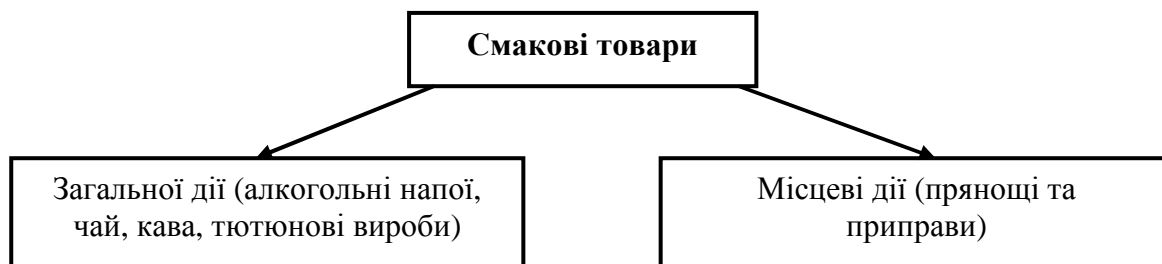 Смакові товари
Загальної дії (алкогольні напої,
чай, кава, тютюнові вироби)
Місцеві дії (прянощі та
приправи)